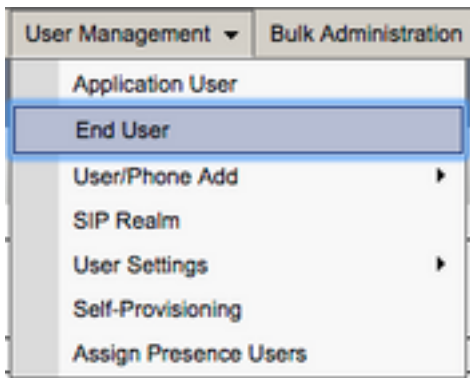 User Management Bulk Administration
Application User
End User
User/Phone Add
SIP Realm
User Settings
Self-Provisioning
Assign Presence Users